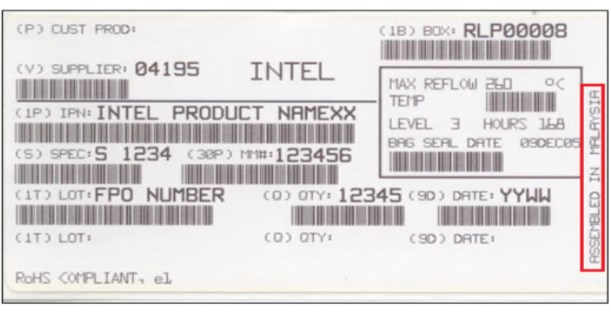 (P) CUST PROD:
(1B) BOX: RLP00008
(V) SUPPLIER: 04195 INTEL
MAX REFLOW 260 °C
TEMP
(1P) IPN: INTEL PRODUCT NAMEXX
LEVEL 3 HOURS 168
(S) SPEC: S 1234 (30P) MM#: 123456
BAG SEAL DATE 09DEC05
(1T) LOT: FPO NUMBER (Q) QTY: 12345 (9D) DATE: YYWW
(1T) LOT: (Q) QTY: (9D) DATE:
RoHS COMPLIANT, e1
ASSEMBLED IN MALAYSIA